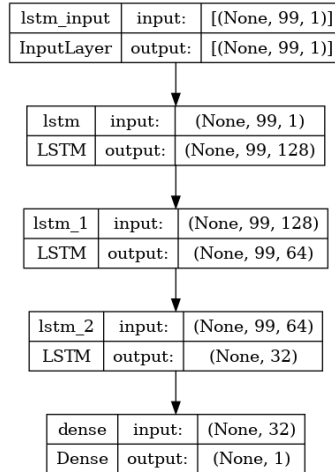 lstm_input input: [(None, 99, 1)]
InputLayer output: [(None, 99, 1)]
lstm input: (None, 99, 1)
LSTM output: (None, 99, 128)
lstm_1 input: (None, 99, 128)
LSTM output: (None, 99, 64)
lstm_2 input: (None, 99, 64)
LSTM output: (None, 32)
dense input: (None, 32)
Dense output: (None, 1)